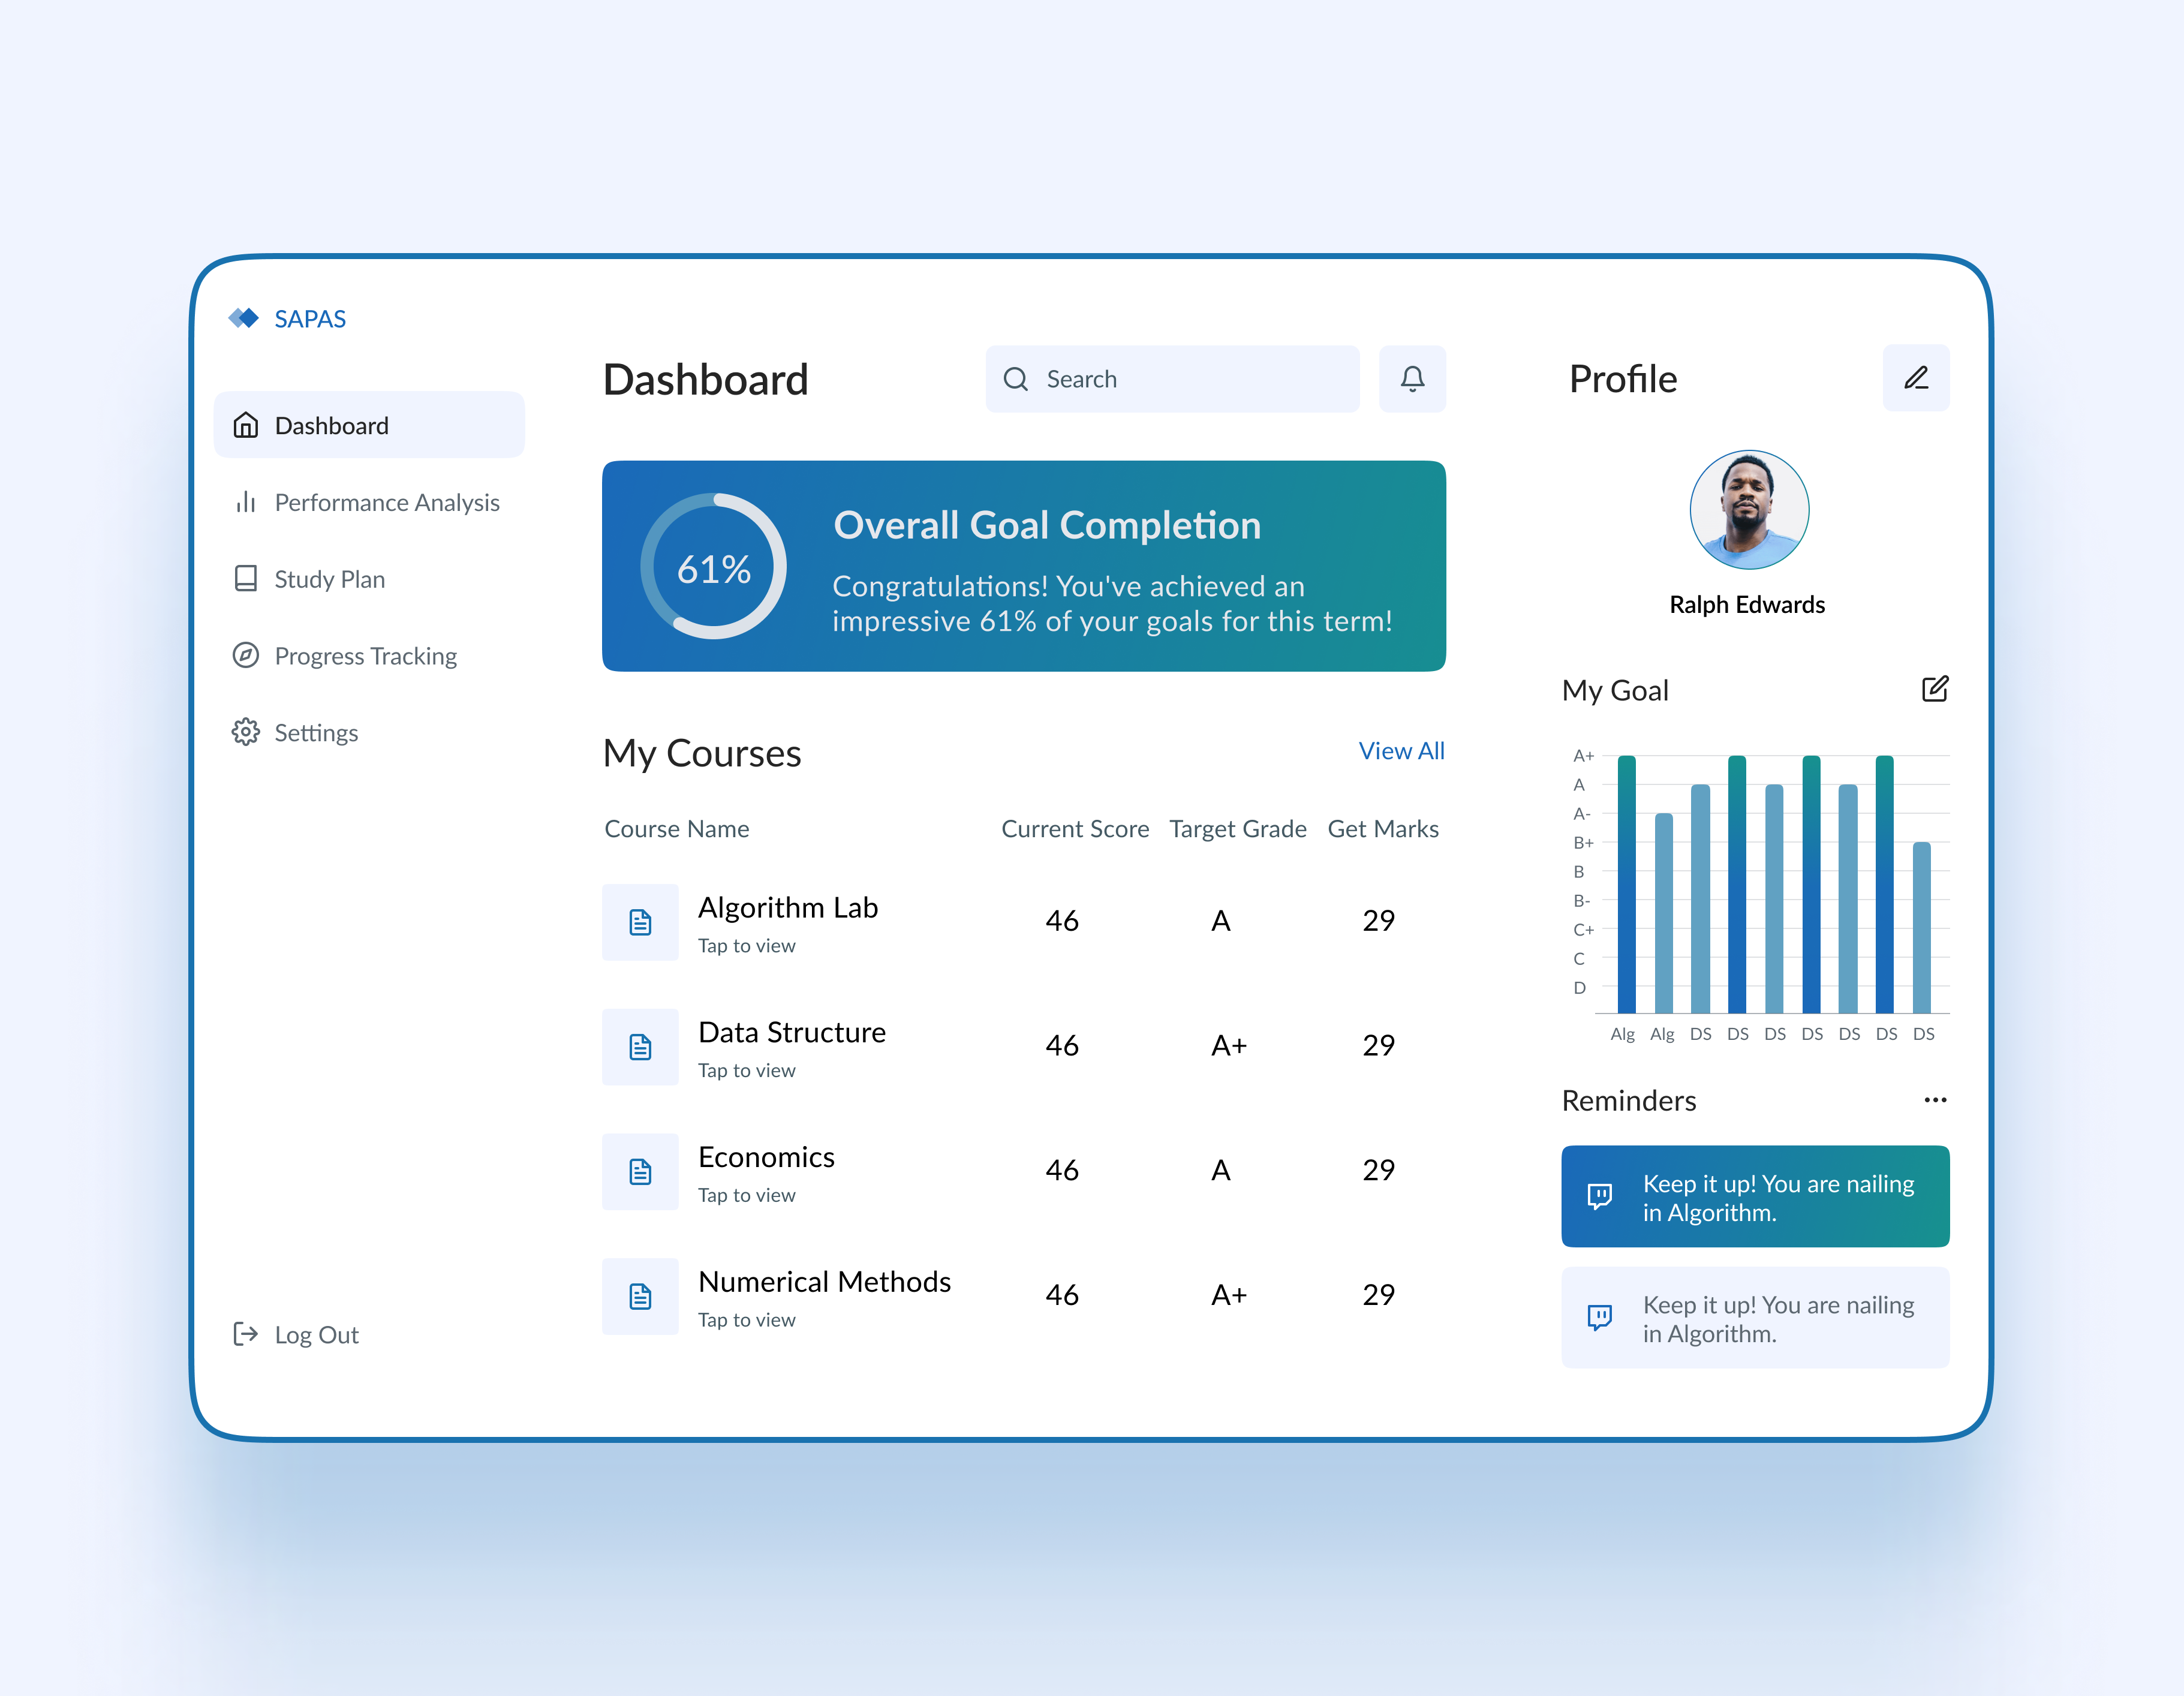 SAPAS
Dashboard
Performance Analysis
Study Plan
Progress Tracking
Settings
Log Out
Dashboard
Search
61%
Overall Goal Completion
Congratulations! You've achieved an
impressive 61% of your goals for this term!
My Courses
View All
Course Name Current Score Target Grade Get Marks
Algorithm Lab
Tap to view
46 A 29
Data Structure
Tap to view
46 A+ 29
Economics
Tap to view
46 A 29
Numerical Methods
Tap to view
46 A+ 29
Profile
Ralph Edwards
My Goal
A+
A
A-
B+
B
B-
C+
C
D
Alg Alg DS DS DS DS DS DS DS
Reminders
Keep it up! You are nailing
in Algorithm.
Keep it up! You are nailing
in Algorithm.